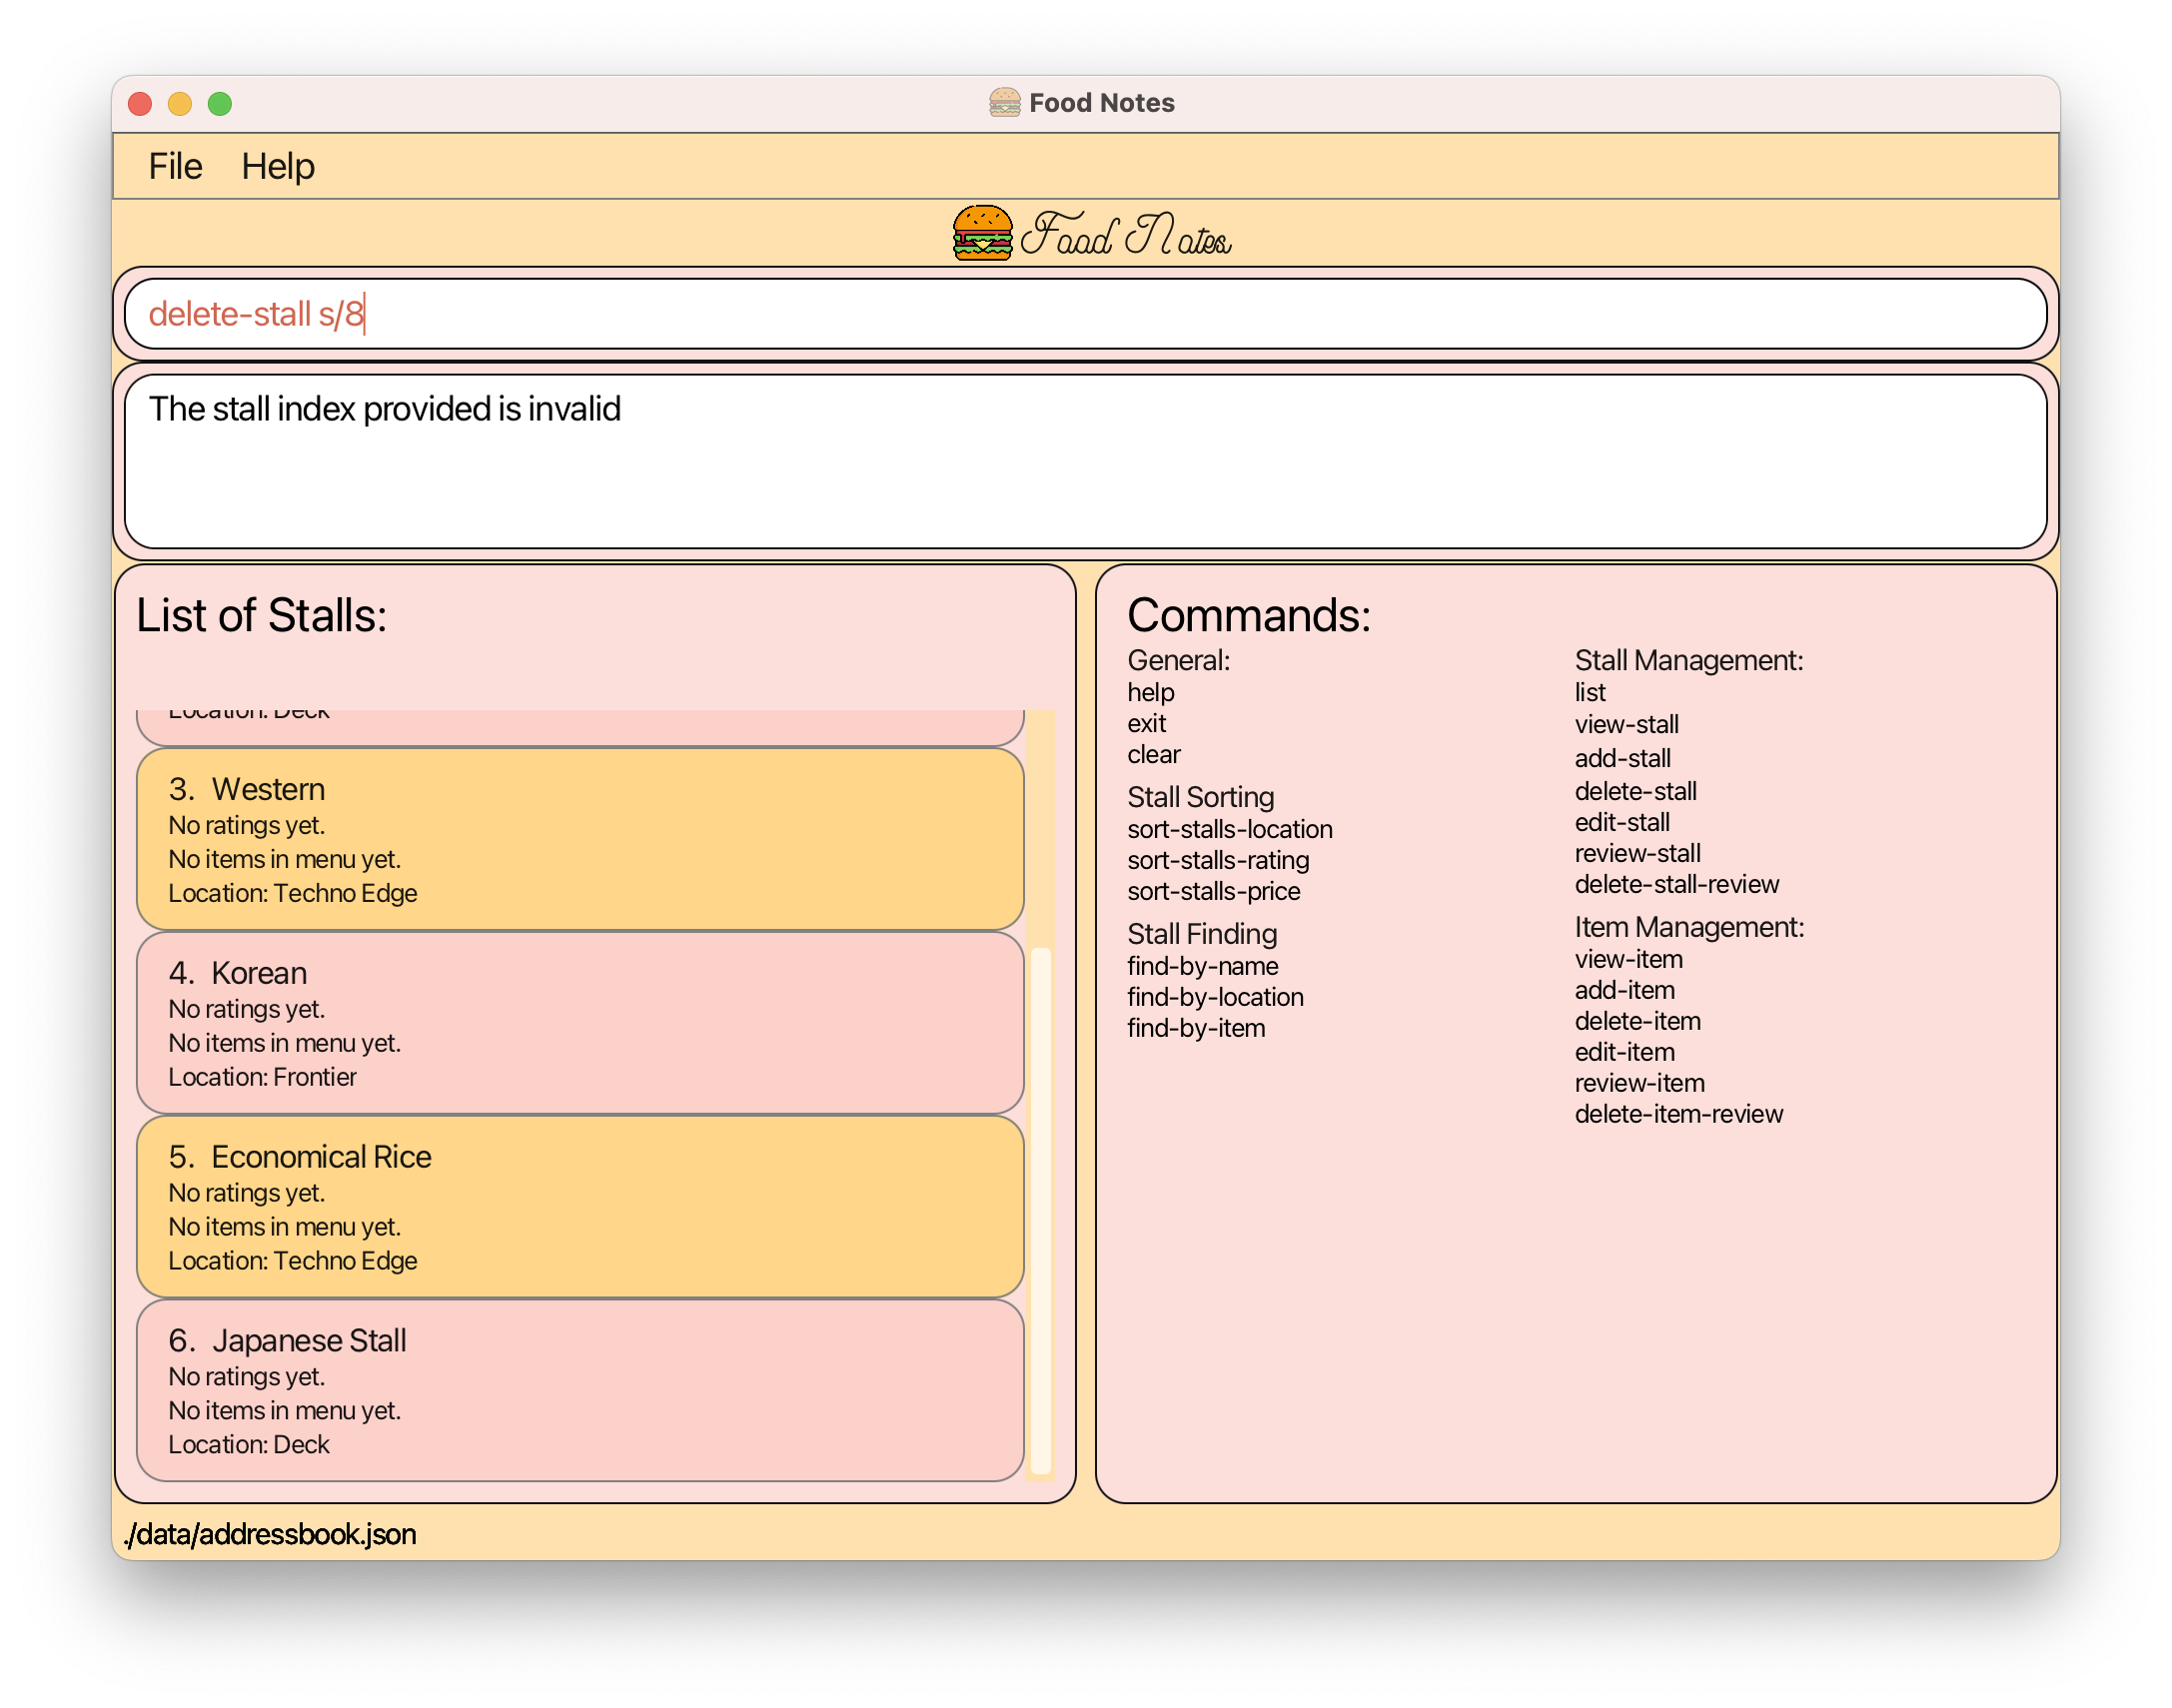 Food Notes
File Help
Food Notes
delete-stall s/8
The stall index provided is invalid
List of Stalls:
Location: Deck
3. Western
No ratings yet.
No items in menu yet.
Location: Techno Edge
4. Korean
No ratings yet.
No items in menu yet.
Location: Frontier
5. Economical Rice
No ratings yet.
No items in menu yet.
Location: Techno Edge
6. Japanese Stall
No ratings yet.
No items in menu yet.
Location: Deck
Commands:
General:
help
exit
clear
Stall Sorting
sort-stalls-location
sort-stalls-rating
sort-stalls-price
Stall Finding
find-by-name
find-by-location
find-by-item
Stall Management:
list
view-stall
add-stall
delete-stall
edit-stall
review-stall
delete-stall-review
Item Management:
view-item
add-item
delete-item
edit-item
review-item
delete-item-review
./data/addressbook.json